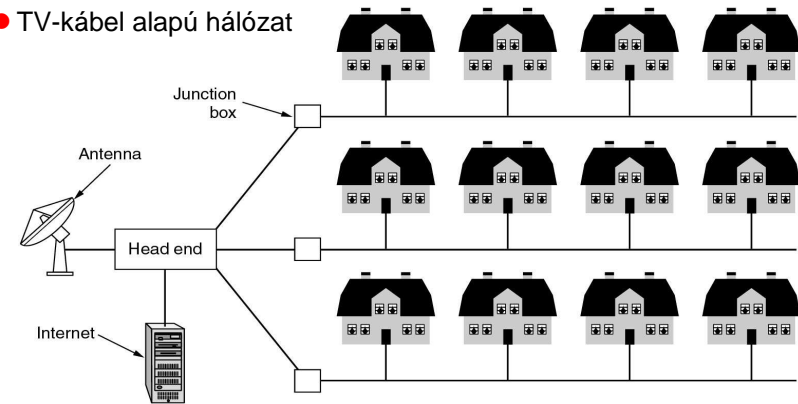 TV-kábel alapú hálózat
Junction
box
Antenna
Head end
Internet